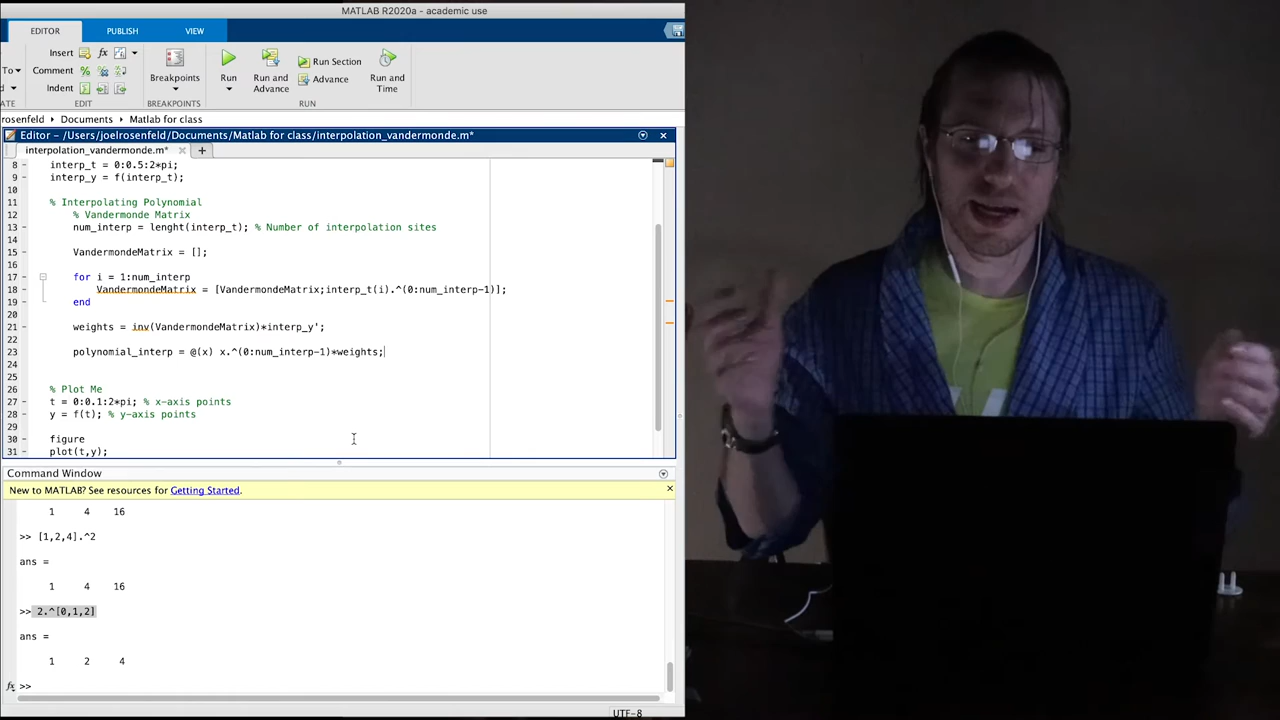 MATLAB R2020a - academic use
EDITOR PUBLISH VIEW
Insert fx
To Comment % Breakpoints Run Run and Advance Run Section Advance Run and Time
Indent
ATE EDIT BREAKPOINTS RUN
rosenfeld Documents Matlab for class
Editor - /Users/joelrosenfeld/Documents/Matlab for class/interpolation_vandermonde.m*
interpolation_vandermonde.m* × +
8 - interp_t = 0:0.5:2*pi;
9 - interp_y = f(interp_t);
10
11 % Interpolating Polynomial
12 % Vandermonde Matrix
13 - num_interp = lenght(interp_t); % Number of interpolation sites
14
15 - VandermondeMatrix = [];
16
17 - for i = 1:num_interp
18 - VandermondeMatrix = [VandermondeMatrix;interp_t(i).^(0:num_interp-1)];
19 - end
20
21 - weights = inv(VandermondeMatrix)*interp_y';
22
23 - polynomial_interp = @(x) x.^(0:num_interp-1)*weights;
24
25
26 % Plot Me
27 - t = 0:0.1:2*pi; % x-axis points
28 - y = f(t); % y-axis points
29
30 - figure
31 - plot(t,y);
Command Window
New to MATLAB? See resources for Getting Started.
1 4 16
>> [1,2,4].^2
ans =
1 4 16
>> 2.^[0,1,2]
ans =
1 2 4
fx >>
UTF-8